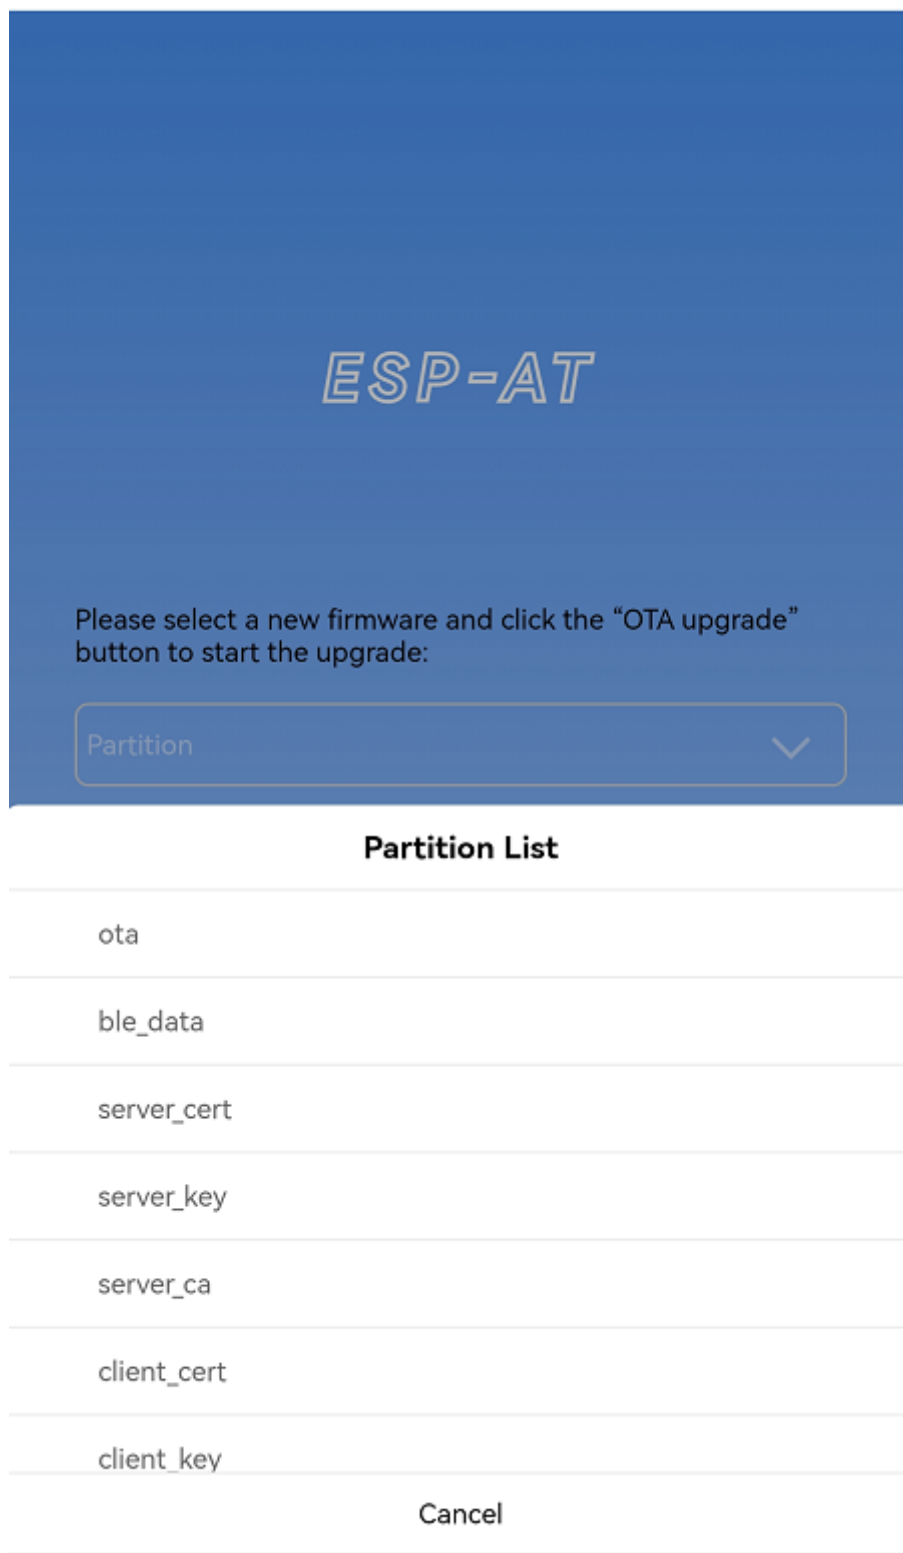 ESP-AT
Please select a new firmware and click the “OTA upgrade”
button to start the upgrade:
Partition
Partition List
ota
ble_data
server_cert
server_key
server_ca
client_cert
client_key
Cancel